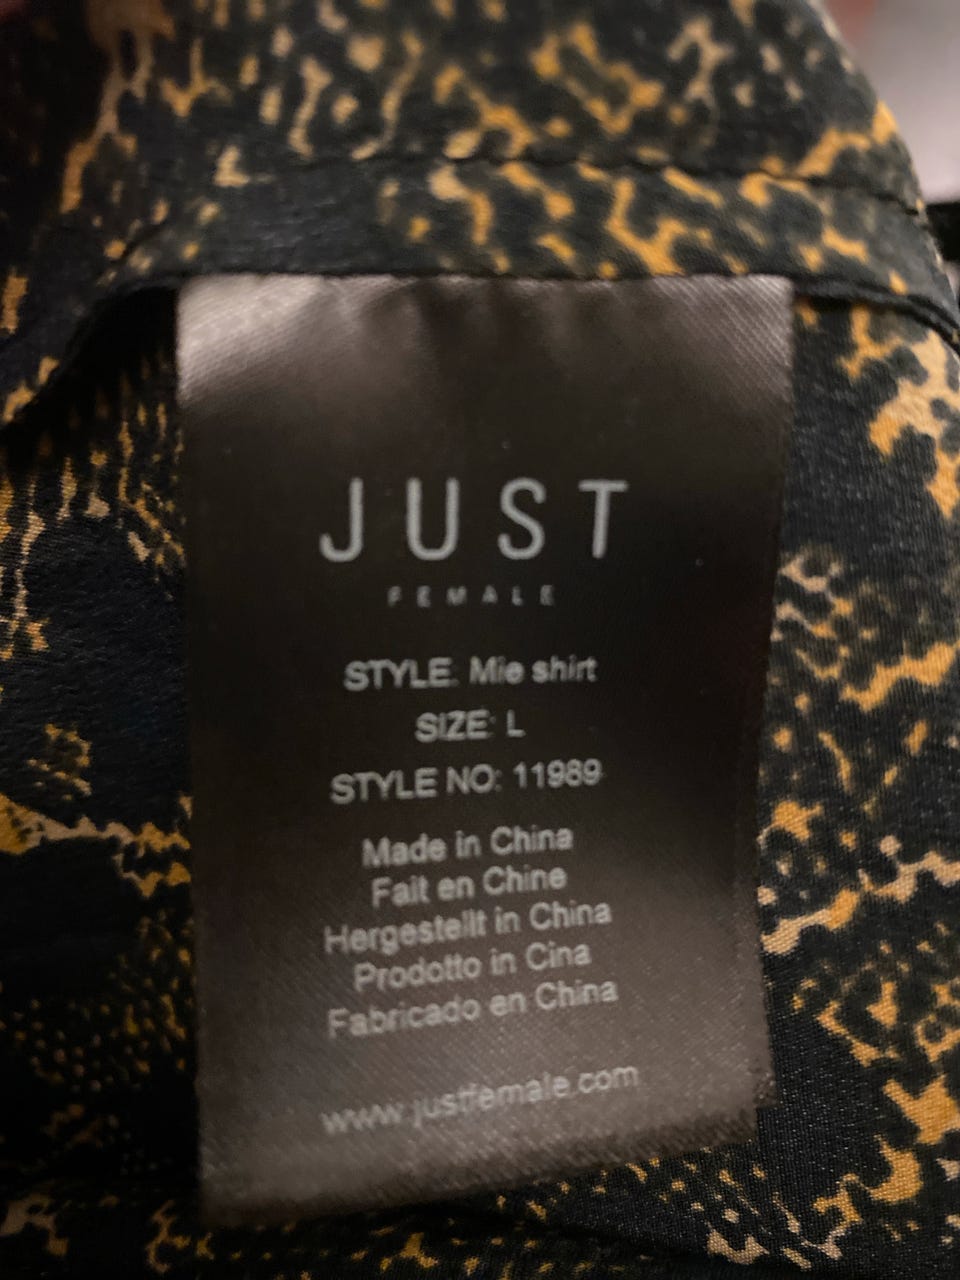 JUST
FEMALE
STYLE: Mie shirt
SIZE: L
STYLE NO: 11989
Made in China
Fait en Chine
Hergestellt in China
Prodotto in Cina
Fabricado en China
www.justfemale.com